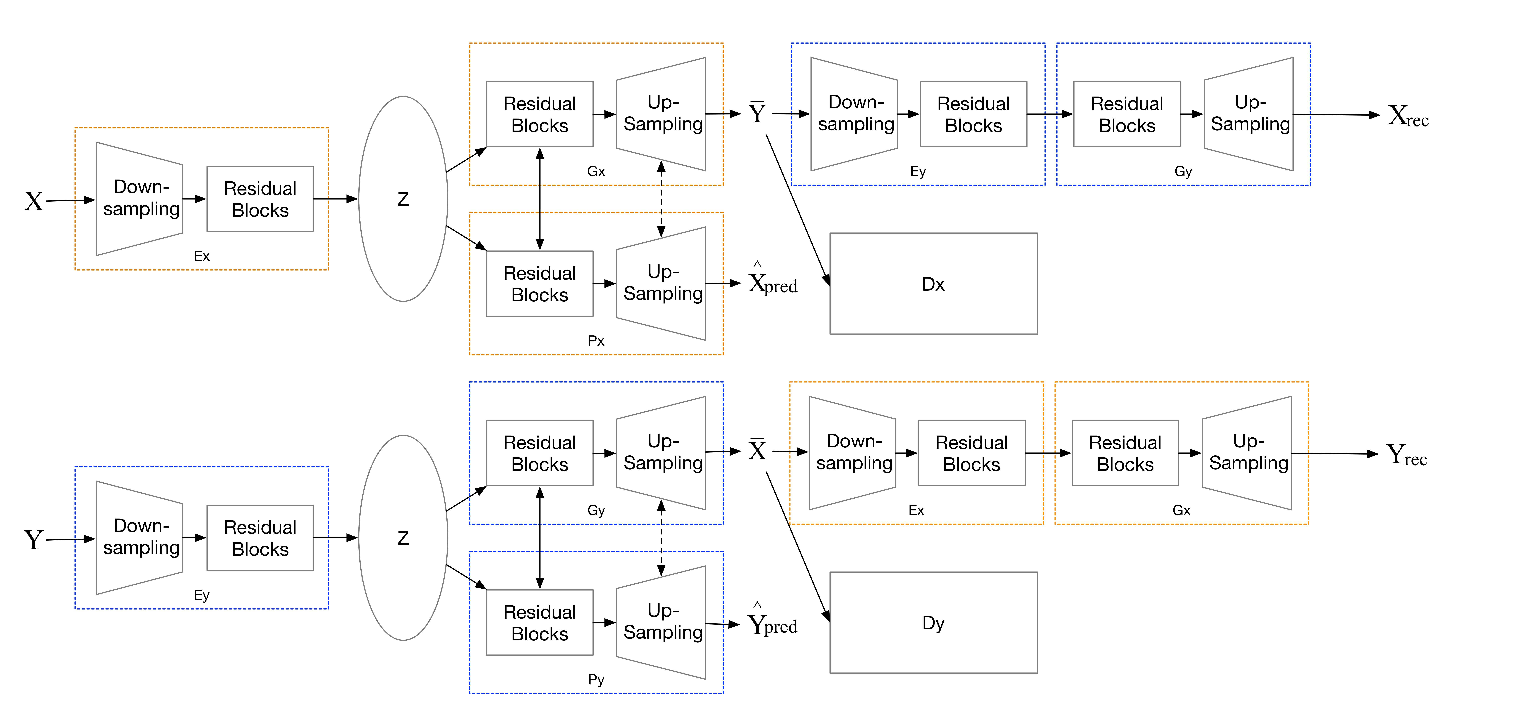 X
Down-
sampling
Residual
Blocks
Ex
Z
Residual
Blocks
Up-
Sampling
Gx
Residual
Blocks
Up-
Sampling
Px
Y̅
X̂pred
Down-
sampling
Residual
Blocks
Ey
Residual
Blocks
Up-
Sampling
Gy
Xrec
Dx
Y
Down-
sampling
Residual
Blocks
Ey
Z
Residual
Blocks
Up-
Sampling
Gy
Residual
Blocks
Up-
Sampling
Py
X̅
Ŷpred
Down-
sampling
Residual
Blocks
Ex
Residual
Blocks
Up-
Sampling
Gx
Yrec
Dy